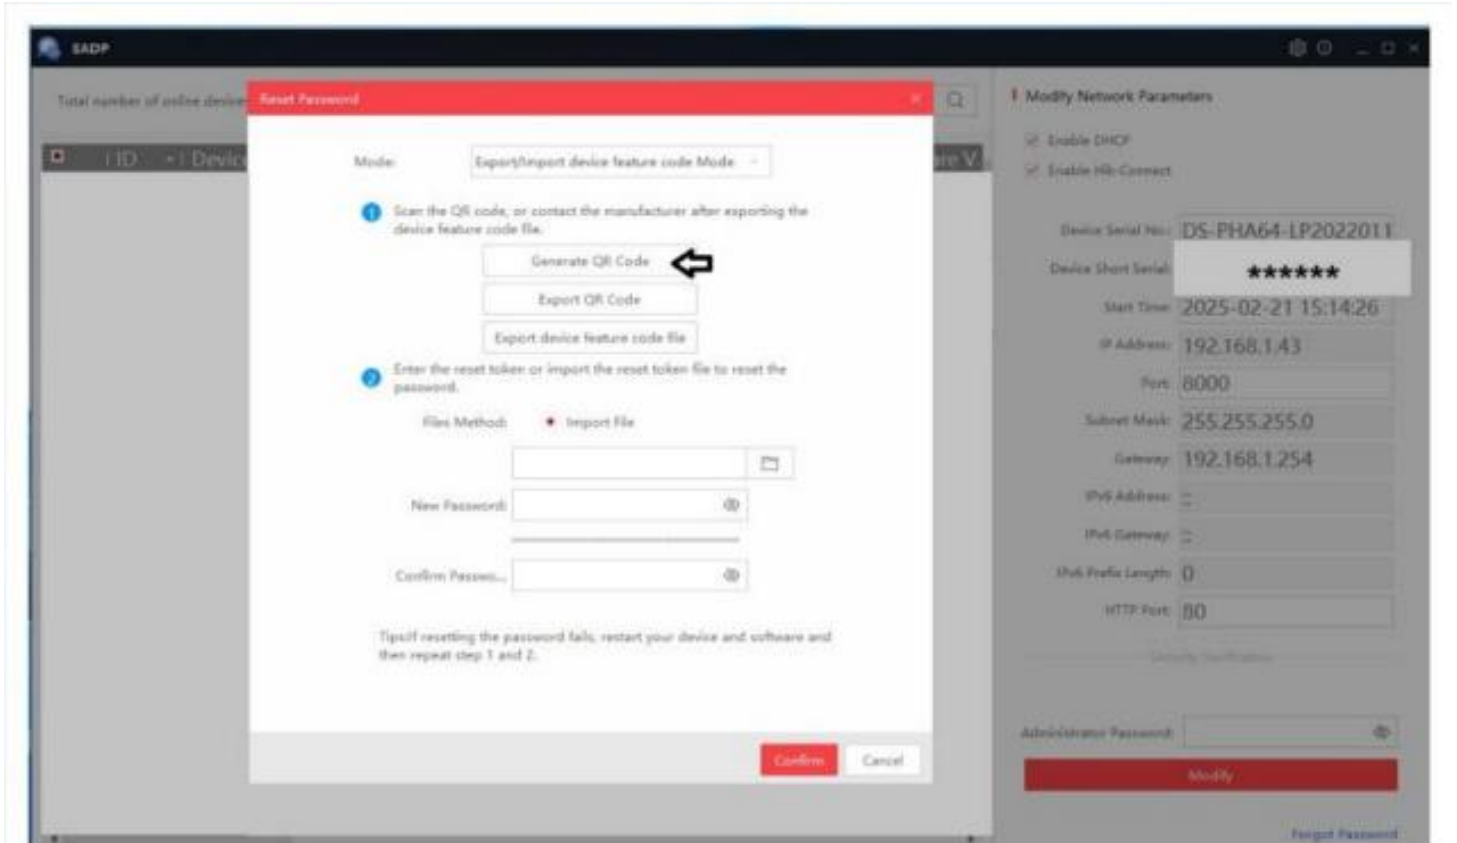 SADP
Total number of online device
Reset Password
Modify Network Parameters
Enable DHCP
Enable Hik-Connect
ID Device
re V
Mode: Export/Import device feature code Mode
1 Scan the QR code, or contact the manufacturer after exporting the
device feature code file.
Generate QR Code
Export QR Code
Export device feature code file
2 Enter the reset token or import the reset token file to reset the
password.
Files Method: Import File
New Password:
Confirm Passwo...
Tips:If resetting the password fails, restart your device and software and
then repeat step 1 and 2.
Confirm Cancel
Device Serial No.: DS-PHA64-LP2022011
Device Short Serial: ******
Start Time: 2025-02-21 15:14:26
IP Address: 192.168.1.43
Port: 8000
Subnet Mask: 255.255.255.0
Gateway: 192.168.1.254
IPv6 Address: ::
IPv6 Gateway: ::
IPv6 Prefix Length: 0
HTTP Port: 80
Security Verification
Administrator Password:
Modify
Forgot Password